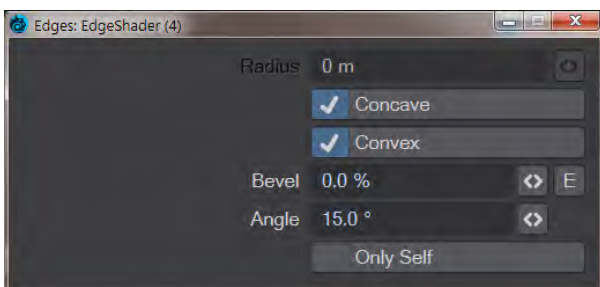 Edges: EdgeShader (4)
Radius 0 m
Concave
Convex
Bevel 0.0 % E
Angle 15.0 °
Only Self